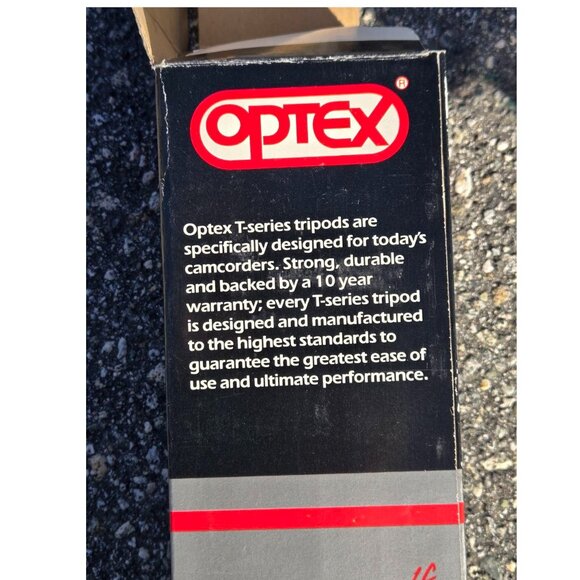 OPTEX®
Optex T-series tripods are
specifically designed for today's
camcorders. Strong, durable
and backed by a 10 year
warranty; every T-series tripod
is designed and manufactured
to the highest standards to
guarantee the greatest ease of
use and ultimate performance.